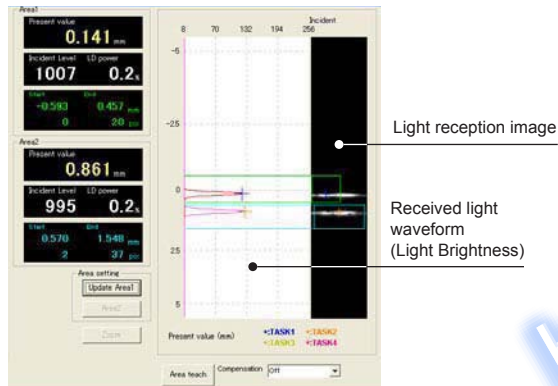 Area1
Present value
0.141 mm
Incident Level LD power
1007 0.2%
Start End
-0.593 0.457 mm
0 20 pix
Area2
Present value
0.861 mm
Incident Level LD power
995 0.2%
Start End
0.570 1.548 mm
2 37 pix
Area setting
Update Area1
Area2
Zoom
Incident
8 70 132 194 256
-5
-2.5
0
2.5
5
Present value (mm)
+:TASK1 +:TASK2
+:TASK3 +:TASK4
Area teach Compensation Off
Light reception image
Received light
waveform
(Light Brightness)